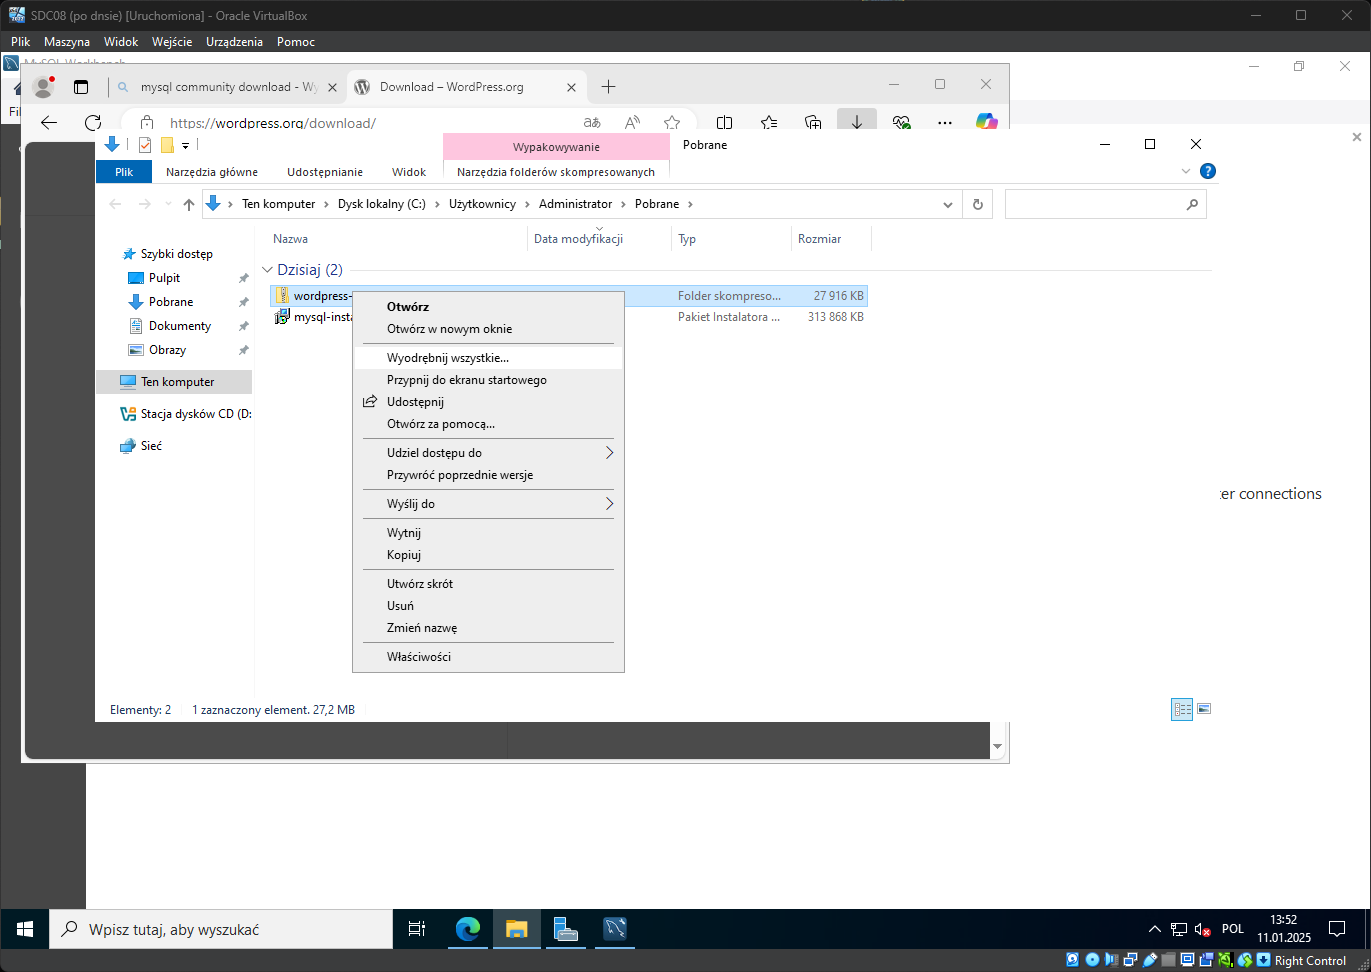 SDC08 (po dnsie) [Uruchomiona] - Oracle VirtualBox
Plik Maszyna Widok Wejście Urządzenia Pomoc
MySQL Workbench
mysql community download - Wy
Download – WordPress.org
Fil
https://wordpress.org/download/
Wypakowywanie
Pobrane
Plik Narzędzia główne Udostępnianie Widok Narzędzia folderów skompresowanych
Ten komputer Dysk lokalny (C:) Użytkownicy Administrator Pobrane
Nazwa Data modyfikacji Typ Rozmiar
Szybki dostęp
Pulpit
Pobrane
Dokumenty
Obrazy
Ten komputer
Stacja dysków CD (D:
Sieć
Dzisiaj (2)
wordpress- Folder skompreso... 27 916 KB
mysql-insta Pakiet Instalatora ... 313 868 KB
Otwórz
Otwórz w nowym oknie
Wyodrębnij wszystkie...
Przypnij do ekranu startowego
Udostępnij
Otwórz za pomocą...
Udziel dostępu do
Przywróć poprzednie wersje
Wyślij do
Wytnij
Kopiuj
Utwórz skrót
Usuń
Zmień nazwę
Właściwości
ter connections
Elementy: 2 1 zaznaczony element. 27,2 MB
Wpisz tutaj, aby wyszukać
POL
13:52
11.01.2025
Right Control